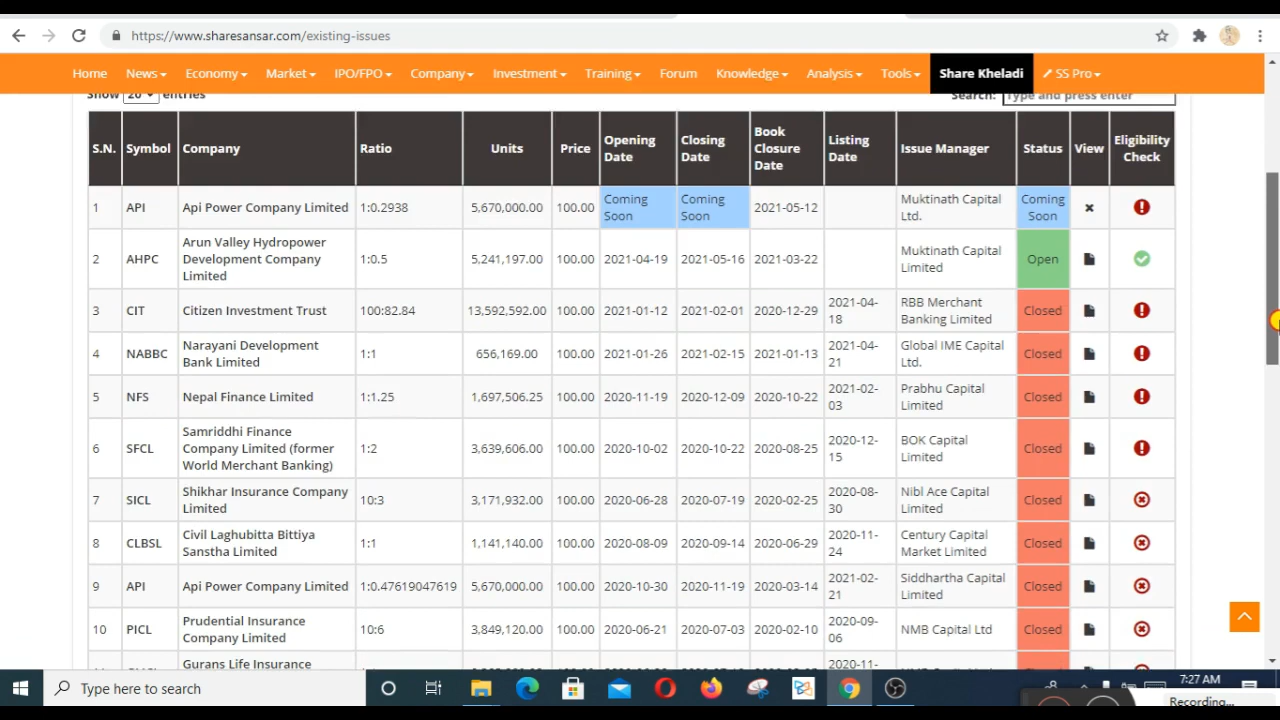 https://www.sharesansar.com/existing-issues
Home News Economy Market IPO/FPO Company Investment Training Forum Knowledge Analysis Tools Share Kheladi SS Pro
Show 20 entries Search: Type and press enter
S.N. Symbol Company Ratio Units Price Opening Date Closing Date Book Closure Date Listing Date Issue Manager Status View Eligibility Check
1 API Api Power Company Limited 1:0.2938 5,670,000.00 100.00 Coming Soon Coming Soon 2021-05-12 Muktinath Capital Ltd. Coming Soon
2 AHPC Arun Valley Hydropower Development Company Limited 1:0.5 5,241,197.00 100.00 2021-04-19 2021-05-16 2021-03-22 Muktinath Capital Limited Open
3 CIT Citizen Investment Trust 100:82.84 13,592,592.00 100.00 2021-01-12 2021-02-01 2020-12-29 2021-04-18 RBB Merchant Banking Limited Closed
4 NABBC Narayani Development Bank Limited 1:1 656,169.00 100.00 2021-01-26 2021-02-15 2021-01-13 2021-04-21 Global IME Capital Ltd. Closed
5 NFS Nepal Finance Limited 1:1.25 1,697,506.25 100.00 2020-11-19 2020-12-09 2020-10-22 2021-02-03 Prabhu Capital Limited Closed
6 SFCL Samriddhi Finance Company Limited (former World Merchant Banking) 1:2 3,639,606.00 100.00 2020-10-02 2020-10-22 2020-08-25 2020-12-15 BOK Capital Limited Closed
7 SICL Shikhar Insurance Company Limited 10:3 3,171,932.00 100.00 2020-06-28 2020-07-19 2020-02-25 2020-08-30 Nibl Ace Capital Limited Closed
8 CLBSL Civil Laghubitta Bittiya Sanstha Limited 1:1 1,141,140.00 100.00 2020-08-09 2020-09-14 2020-06-29 2020-11-24 Century Capital Market Limited Closed
9 API Api Power Company Limited 1:0.47619047619 5,670,000.00 100.00 2020-10-30 2020-11-19 2020-03-14 2021-02-21 Siddhartha Capital Limited Closed
10 PICL Prudential Insurance Company Limited 10:6 3,849,120.00 100.00 2020-06-21 2020-07-03 2020-02-10 2020-09-06 NMB Capital Ltd Closed
Gurans Life Insurance 2020-11-
Type here to search 7:27 AM
Recording...